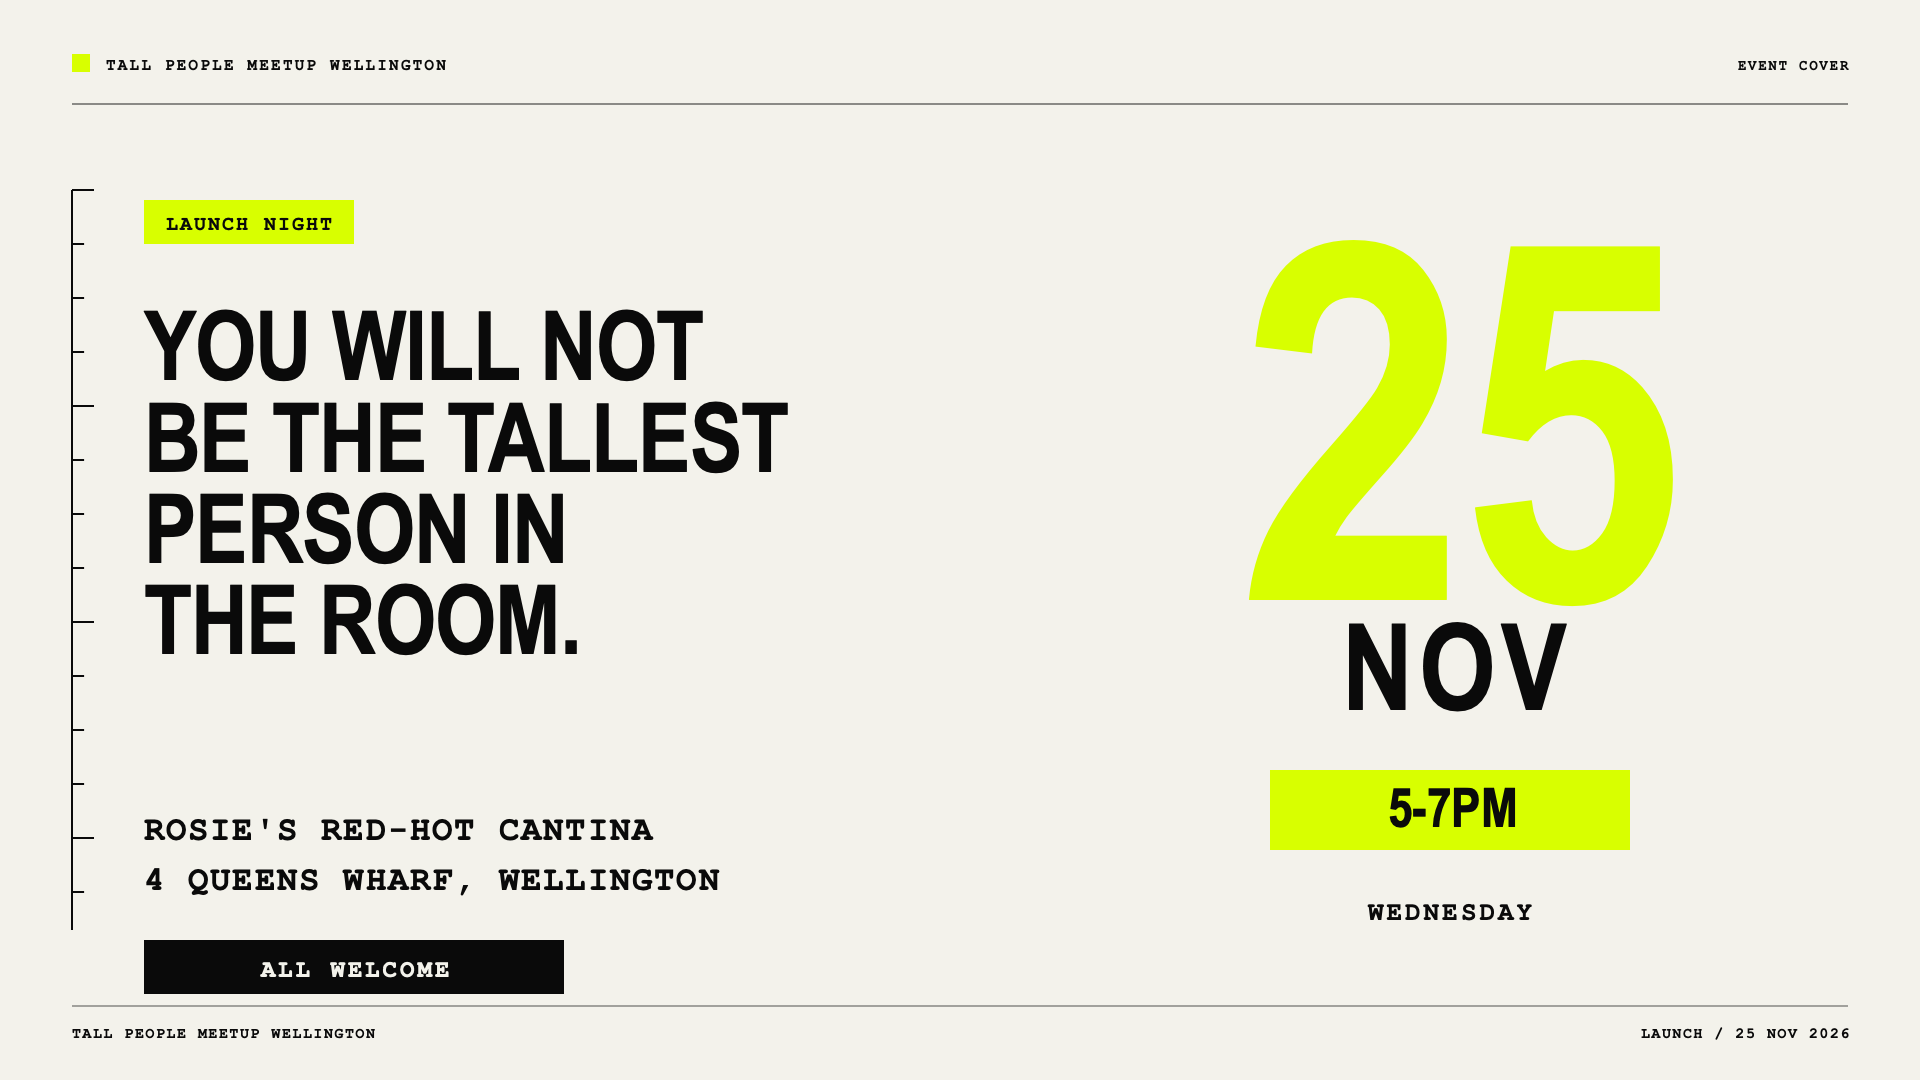 TALL PEOPLE MEETUP WELLINGTON
EVENT COVER
LAUNCH NIGHT
YOU WILL NOT
BE THE TALLEST
PERSON IN
THE ROOM.
ROSIE'S RED-HOT CANTINA
4 QUEENS WHARF, WELLINGTON
ALL WELCOME
25
NOV
5-7PM
WEDNESDAY
TALL PEOPLE MEETUP WELLINGTON
LAUNCH / 25 NOV 2026